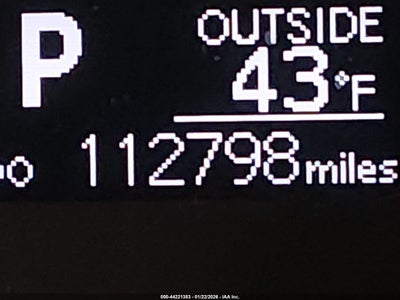 P
OUTSIDE
43°F
112798 miles
000-44221353 - 01/22/2026 - IAA Inc.